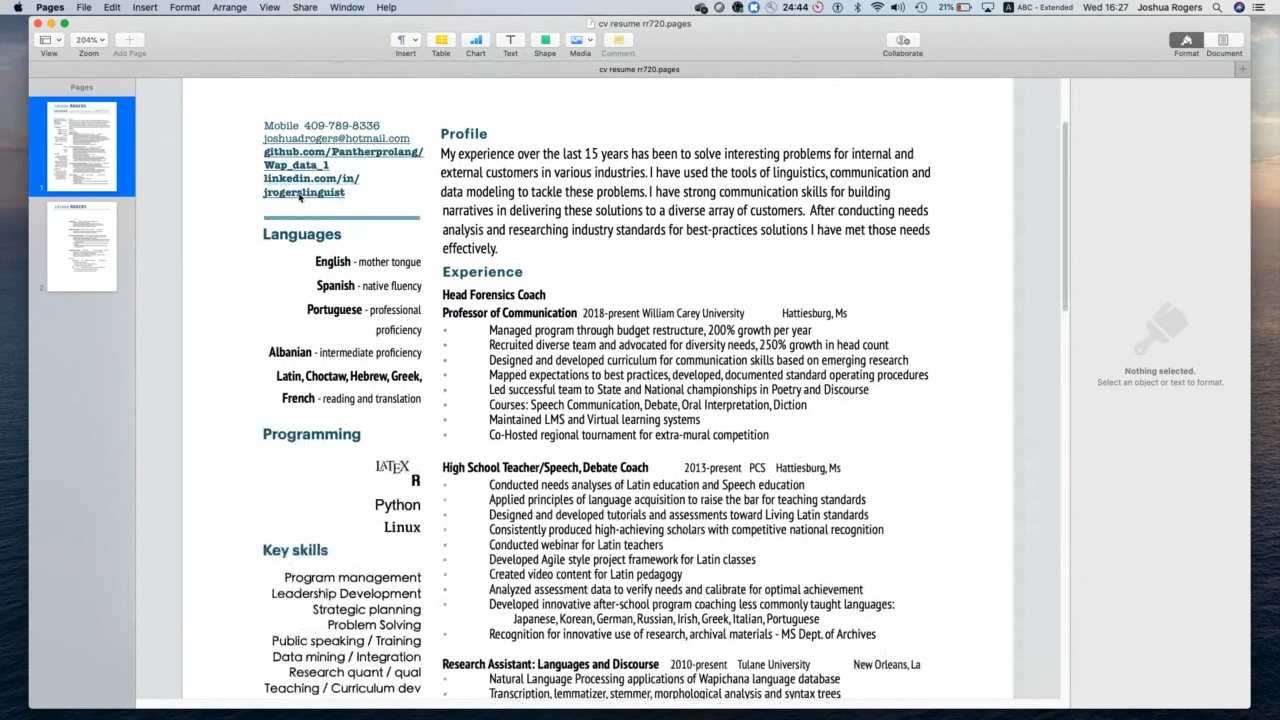 Pages File Edit Insert Format Arrange View Share Window Help
24:44 21% ABC - Extended Wed 16:27 Joshua Rogers
cv resume rr720.pages
204%
View Zoom Add Page Insert Table Chart Text Shape Media Comment Collaborate Format Document
cv resume rr720.pages
Pages
1
2
Mobile 409-789-8336
joshuadrogers@hotmail.com
github.com/Pantherprolang/
Wap_data_1
linkedin.com/in/
jrogerslinguist
Languages
English - mother tongue
Spanish - native fluency
Portuguese - professional
proficiency
Albanian - intermediate proficiency
Latin, Choctaw, Hebrew, Greek,
French - reading and translation
Programming
LATEX
R
Python
Linux
Key skills
Program management
Leadership Development
Strategic planning
Problem Solving
Public speaking / Training
Data mining / Integration
Research quant / qual
Teaching / Curriculum dev
Profile
My experience over the last 15 years has been to solve interesting problems for internal and
external customers in various industries. I have used the tools of linguistics, communication and
data modeling to tackle these problems. I have strong communication skills for building
narratives in delivering these solutions to a diverse array of customers. After conducting needs
analysis and researching industry standards for best-practices solutions I have met those needs
effectively.
Experience
Head Forensics Coach
Professor of Communication 2018-present William Carey University Hattiesburg, Ms
• Managed program through budget restructure, 200% growth per year
• Recruited diverse team and advocated for diversity needs, 250% growth in head count
• Designed and developed curriculum for communication skills based on emerging research
• Mapped expectations to best practices, developed, documented standard operating procedures
• Led successful team to State and National championships in Poetry and Discourse
• Courses: Speech Communication, Debate, Oral Interpretation, Diction
• Maintained LMS and Virtual learning systems
• Co-Hosted regional tournament for extra-mural competition
High School Teacher/Speech, Debate Coach 2013-present PCS Hattiesburg, Ms
• Conducted needs analyses of Latin education and Speech education
• Applied principles of language acquisition to raise the bar for teaching standards
• Designed and developed tutorials and assessments toward Living Latin standards
• Consistently produced high-achieving scholars with competitive national recognition
• Conducted webinar for Latin teachers
• Developed Agile style project framework for Latin classes
• Created video content for Latin pedagogy
• Analyzed assessment data to verify needs and calibrate for optimal achievement
• Developed innovative after-school program coaching less commonly taught languages:
Japanese, Korean, German, Russian, Irish, Greek, Italian, Portuguese
• Recognition for innovative use of research, archival materials - MS Dept. of Archives
Research Assistant: Languages and Discourse 2010-present Tulane University New Orleans, La
• Natural Language Processing applications of Wapichana language database
• Transcription, lemmatizer, stemmer, morphological analysis and syntax trees
Nothing selected.
Select an object or text to format.